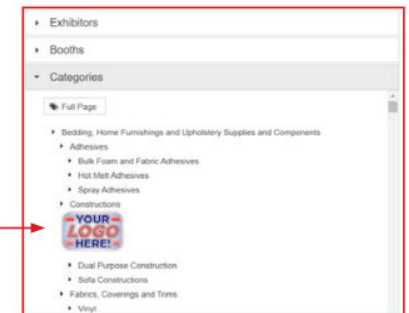 Exhibitors
Booths
Categories
Full Page
Bedding, Home Furnishings and Upholstery Supplies and Components
Adhesives
Bulk Foam and Fabric Adhesives
Hot Melt Adhesives
Spray Adhesives
Constructions
YOUR
LOGO
HERE!
Dual Purpose Construction
Sofa Constructions
Fabrics, Coverings and Trims
Vinyl